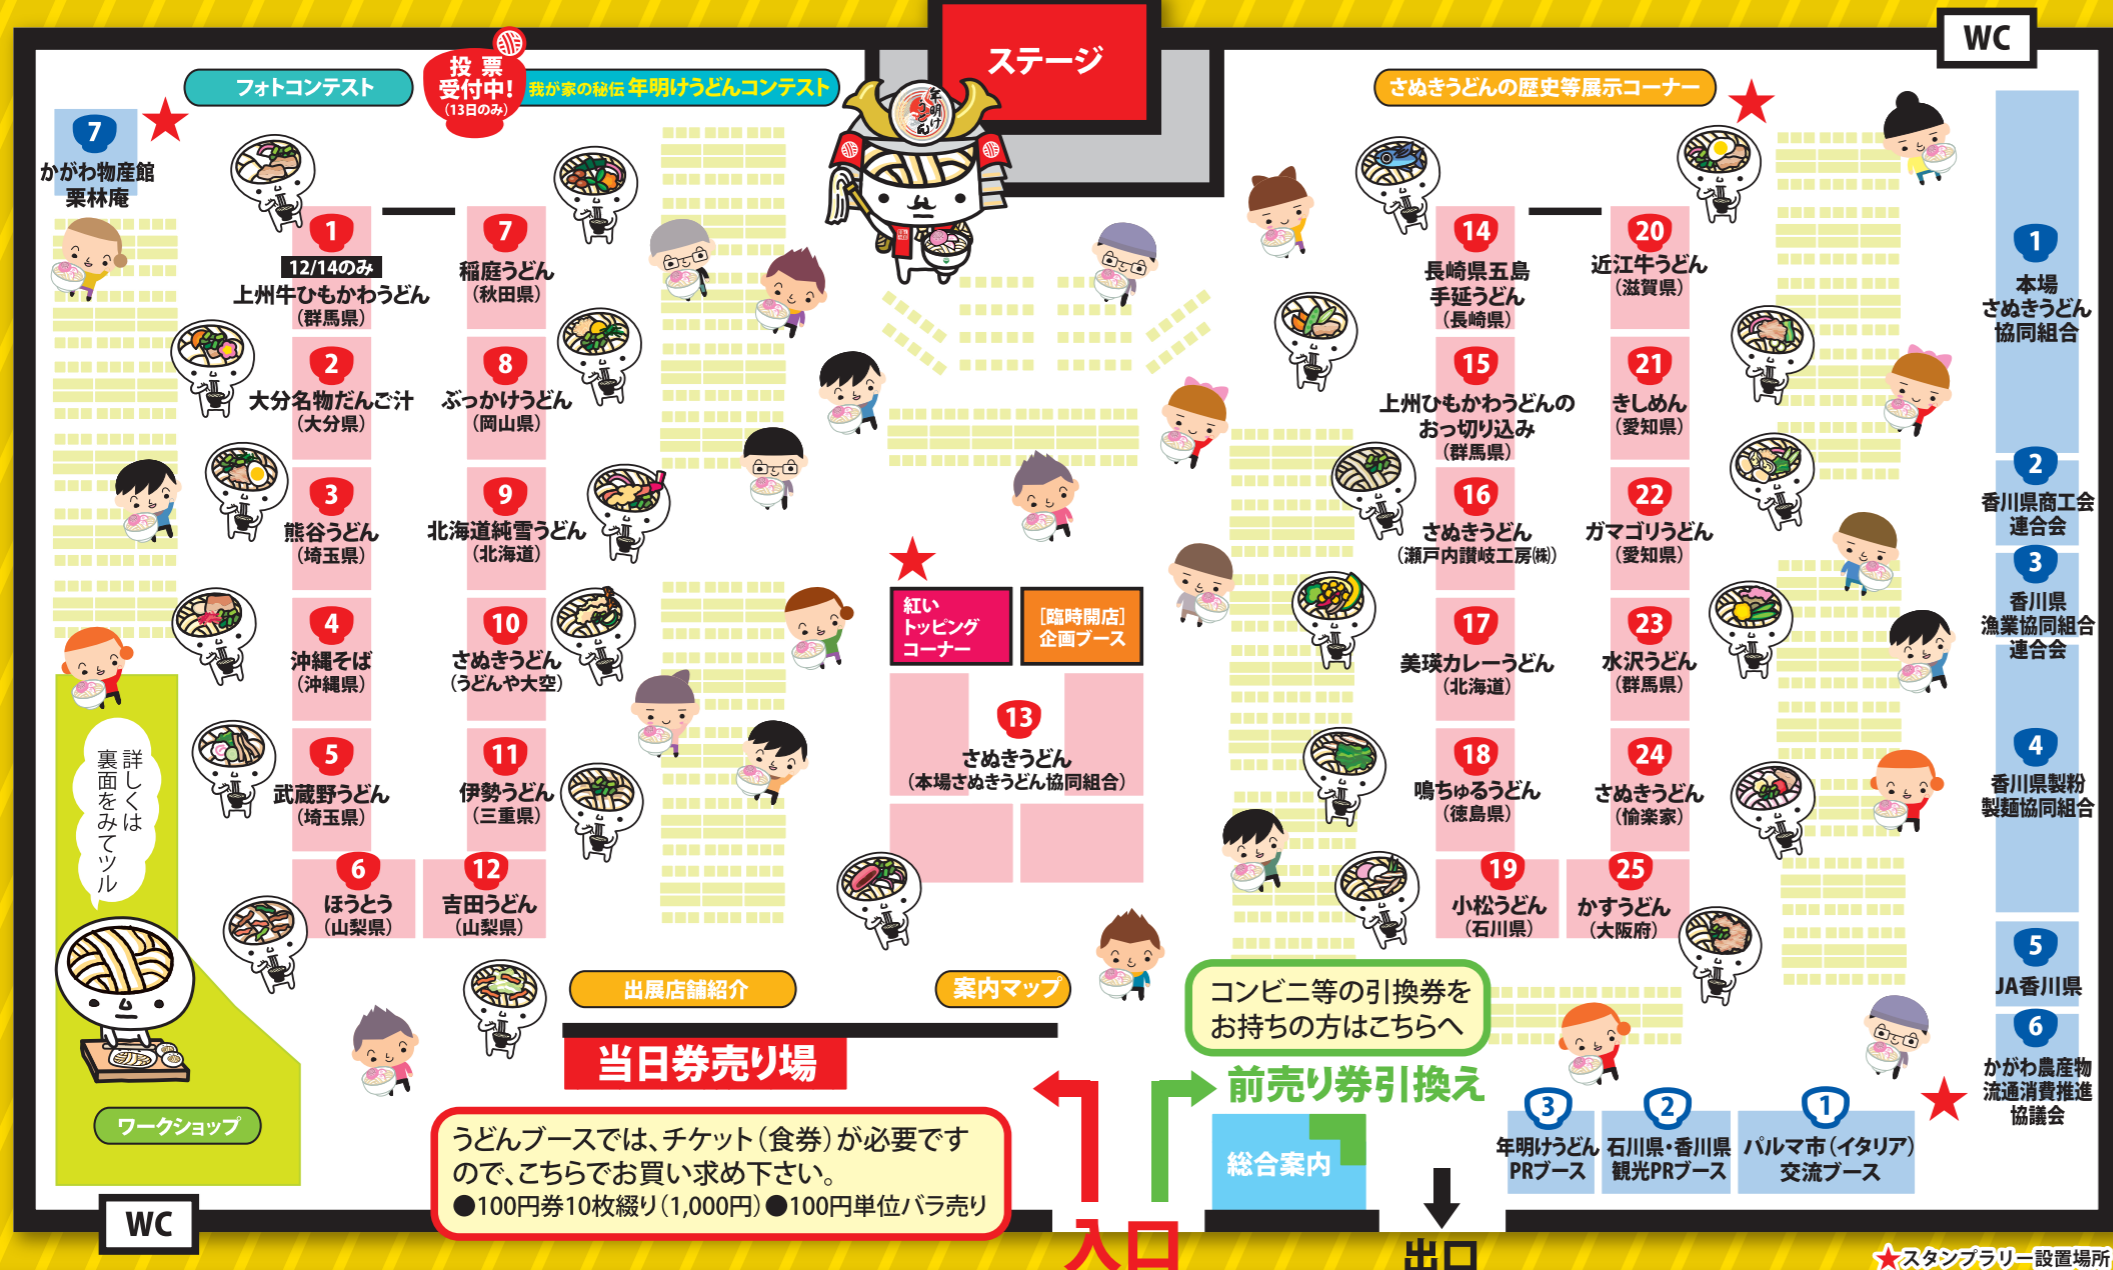 ステージ
WC
フォトコンテスト
投票
受付中!
(13日のみ)
我が家の秘伝 年明けうどんコンテスト
年明け
うどん
さぬきうどんの歴史等展示コーナー
7
かがわ物産館
栗林庵
1
12/14のみ
上州牛ひもかわうどん
(群馬県)
2
大分名物だんご汁
(大分県)
3
熊谷うどん
(埼玉県)
4
沖縄そば
(沖縄県)
5
武蔵野うどん
(埼玉県)
6
ほうとう
(山梨県)
7
稲庭うどん
(秋田県)
8
ぶっかけうどん
(岡山県)
9
北海道純雪うどん
(北海道)
10
さぬきうどん
(うどんや大空)
11
伊勢うどん
(三重県)
12
吉田うどん
(山梨県)
紅い
トッピング
コーナー
[臨時開店]
企画ブース
13
さぬきうどん
(本場さぬきうどん協同組合)
14
長崎県五島
手延うどん
(長崎県)
15
上州ひもかわうどんの
おっ切り込み
(群馬県)
16
さぬきうどん
(瀬戸内讃岐工房㈱)
17
美瑛カレーうどん
(北海道)
18
鳴ちゅるうどん
(徳島県)
19
小松うどん
(石川県)
20
近江牛うどん
(滋賀県)
21
きしめん
(愛知県)
22
ガマゴリうどん
(愛知県)
23
水沢うどん
(群馬県)
24
さぬきうどん
(愉楽家)
25
かすうどん
(大阪府)
1
本場
さぬきうどん
協同組合
2
香川県商工会
連合会
3
香川県
漁業協同組合
連合会
4
香川県製粉
製麺協同組合
5
JA香川県
6
かがわ農産物
流通消費推進
協議会
詳しくは
裏面をみてツル
ワークショップ
WC
出展店舗紹介
案内マップ
当日券売り場
うどんブースでは、チケット(食券)が必要です
ので、こちらでお買い求め下さい。
●100円券10枚綴り(1,000円)●100円単位バラ売り
コンビニ等の引換券を
お持ちの方はこちらへ
前売り券引換え
総合案内
入口
出口
3
年明けうどん
PRブース
2
石川県・香川県
観光PRブース
1
パルマ市(イタリア)
交流ブース
★スタンプラリー設置場所